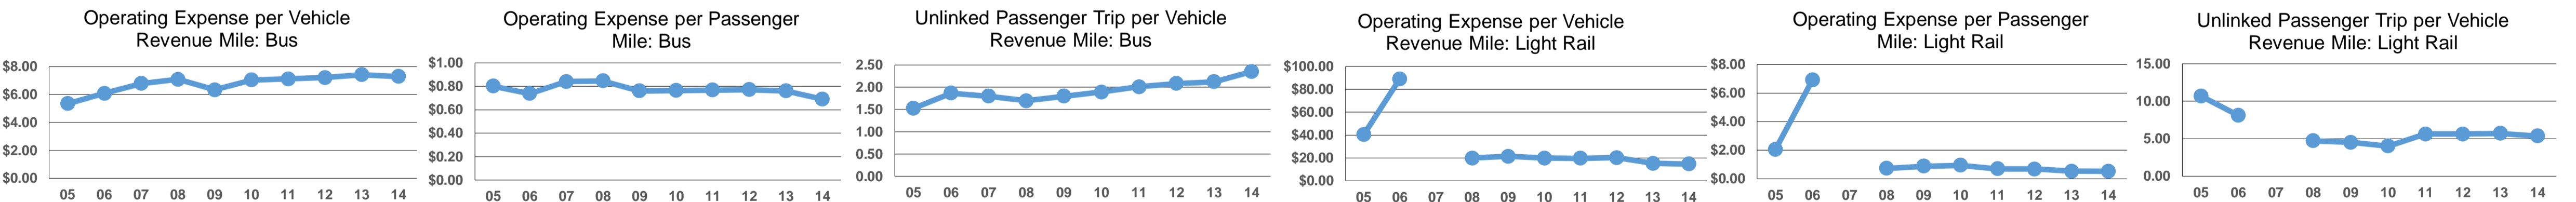 Operating Expense per Vehicle
Revenue Mile: Bus
$8.00
$6.00
$4.00
$2.00
$0.00
05 06 07 08 09 10 11 12 13 14
Operating Expense per Passenger
Mile: Bus
$1.00
$0.80
$0.60
$0.40
$0.20
$0.00
05 06 07 08 09 10 11 12 13 14
Unlinked Passenger Trip per Vehicle
Revenue Mile: Bus
2.50
2.00
1.50
1.00
0.50
0.00
05 06 07 08 09 10 11 12 13 14
Operating Expense per Vehicle
Revenue Mile: Light Rail
$100.00
$80.00
$60.00
$40.00
$20.00
$0.00
05 06 07 08 09 10 11 12 13 14
Operating Expense per Passenger
Mile: Light Rail
$8.00
$6.00
$4.00
$2.00
$0.00
05 06 07 08 09 10 11 12 13 14
Unlinked Passenger Trip per Vehicle
Revenue Mile: Light Rail
15.00
10.00
5.00
0.00
05 06 07 08 09 10 11 12 13 14